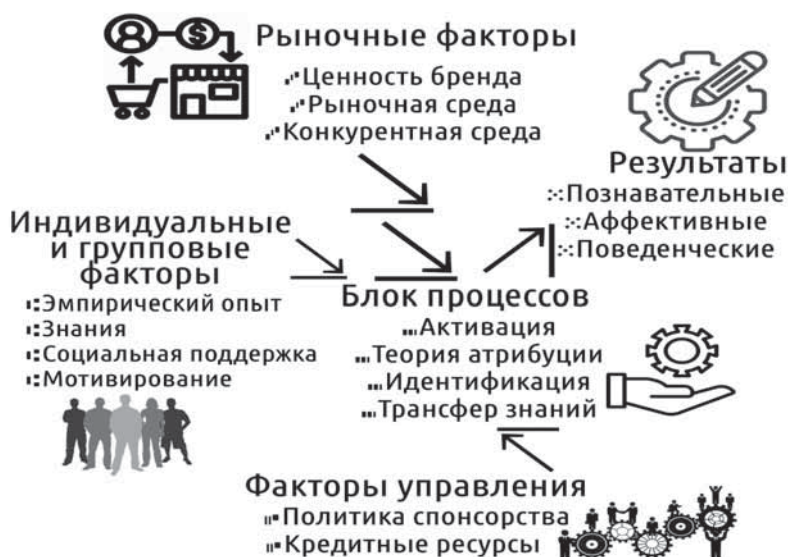 Рыночные факторы
Ценность бренда
Рыночная среда
Конкурентная среда
Результаты
Познавательные
Аффективные
Поведенческие
Индивидуальные
и групповые
факторы
Эмпирический опыт
Знания
Социальная поддержка
Мотивирование
Блок процессов
Активация
Теория атрибуции
Идентификация
Трансфер знаний
Факторы управления
Политика спонсорства
Кредитные ресурсы